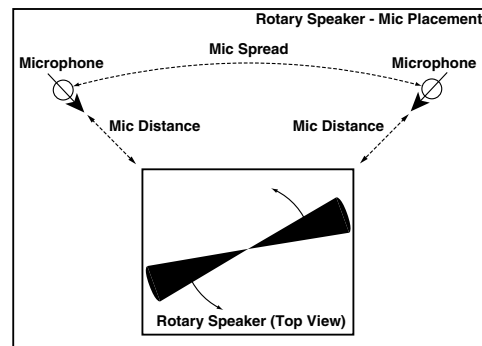 Rotary Speaker - Mic Placement
Mic Spread
Microphone
Microphone
Mic Distance
Mic Distance
Rotary Speaker (Top View)